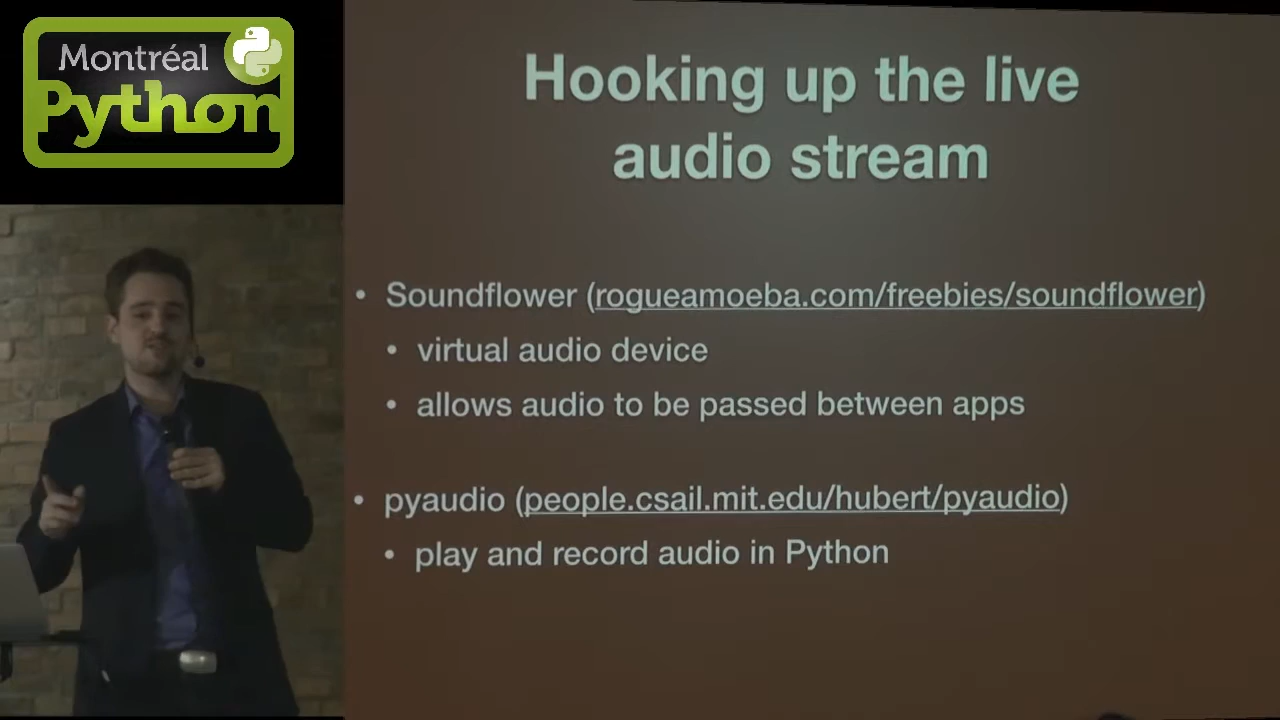 Montréal
Python
Hooking up the live
audio stream
• Soundflower (rogueamoeba.com/freebies/soundflower)
• virtual audio device
• allows audio to be passed between apps
• pyaudio (people.csail.mit.edu/hubert/pyaudio)
• play and record audio in Python